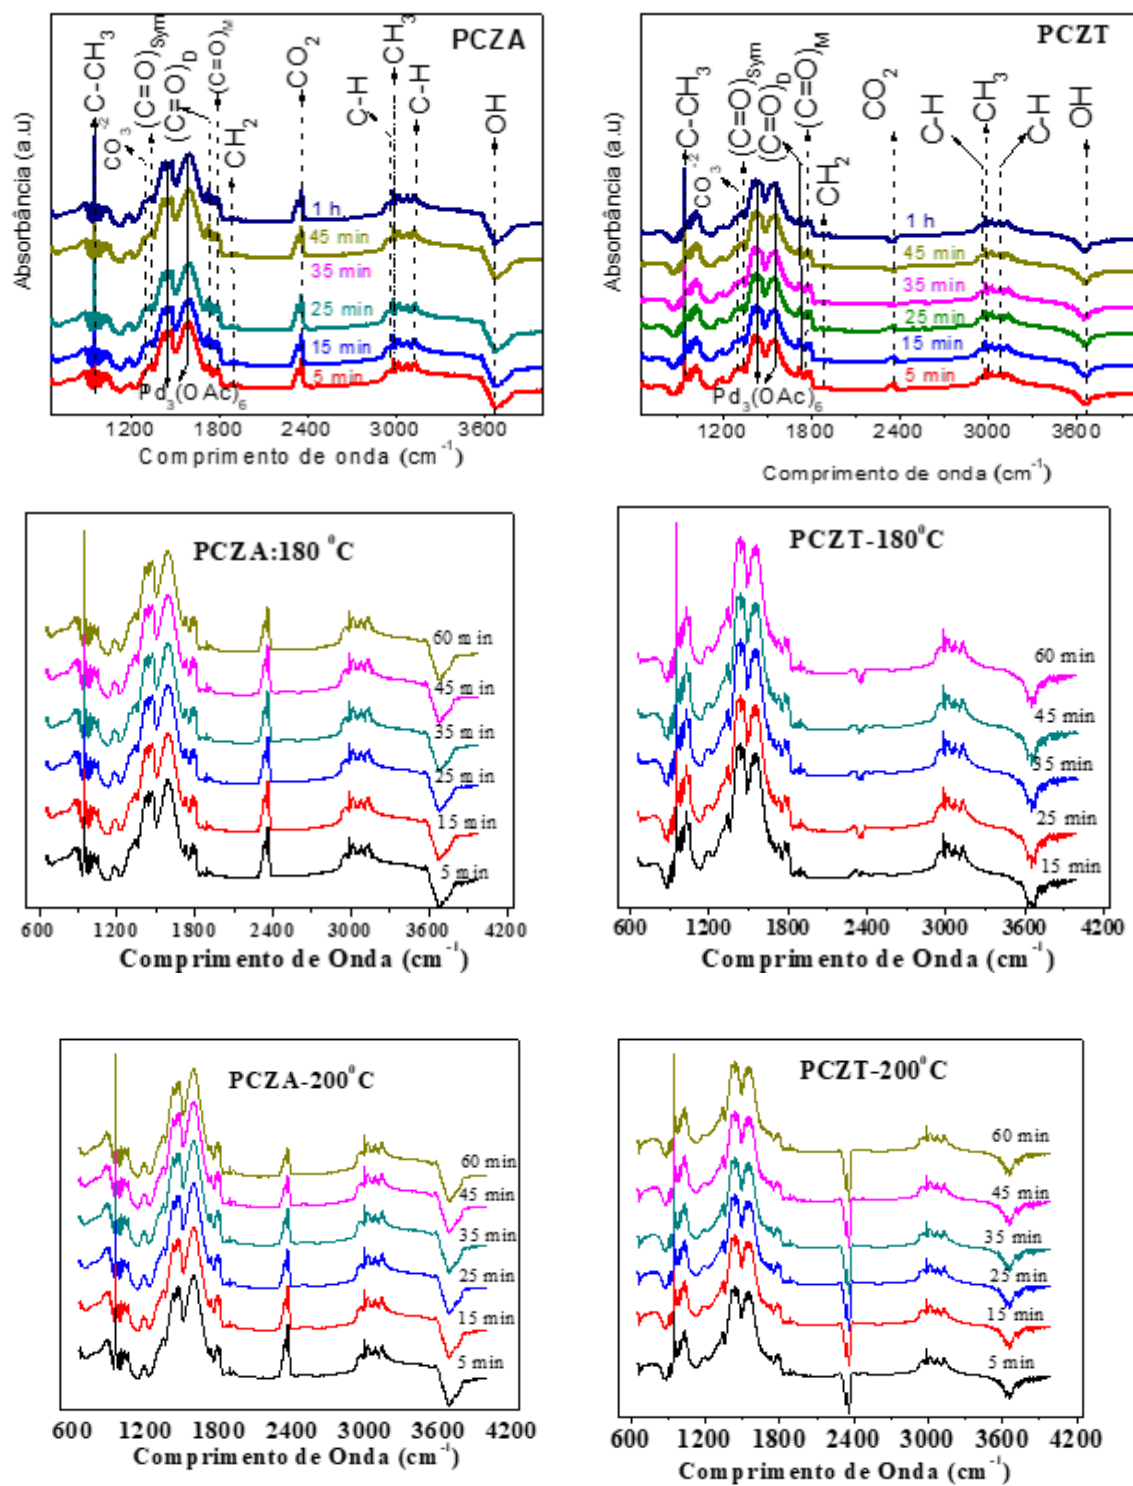 PCZA
C-CH3
CO3-2
(C=O)Sym
(C=O)D
(C=O)M
CH2
CO2
C-H
CH3
C-H
OH
Absorbância (a.u)
1 h
45 min
35 min
25 min
15 min
5 min
Pd3(OAc)6
1200 1800 2400 3000 3600
Comprimento de onda (cm-1)
PCZT
C-CH3
CO3-2
(C=O)Sym
(C=O)D
(C=O)M
CH2
CO2
C-H
CH3
C-H
OH
Absorbância (a.u)
1 h
45 min
35 min
25 min
15 min
5 min
Pd3(OAc)6
1200 1800 2400 3000 3600
Comprimento de onda (cm-1)
PCZA:180 0C
60 min
45 min
35 min
25 min
15 min
5 min
600 1200 1800 2400 3000 3600 4200
Comprimento de Onda (cm-1)
PCZT-1800C
60 min
45 min
35 min
25 min
15 min
600 1200 1800 2400 3000 3600 4200
Comprimento de Onda (cm-1)
PCZA-2000C
60 min
45 min
35 min
25 min
15 min
5 min
600 1200 1800 2400 3000 3600 4200
Comprimento de Onda (cm-1)
PCZT-2000C
60 min
45 min
35 min
25 min
15 min
5 min
600 1200 1800 2400 3000 3600 4200
Comprimento de Onda (cm-1)